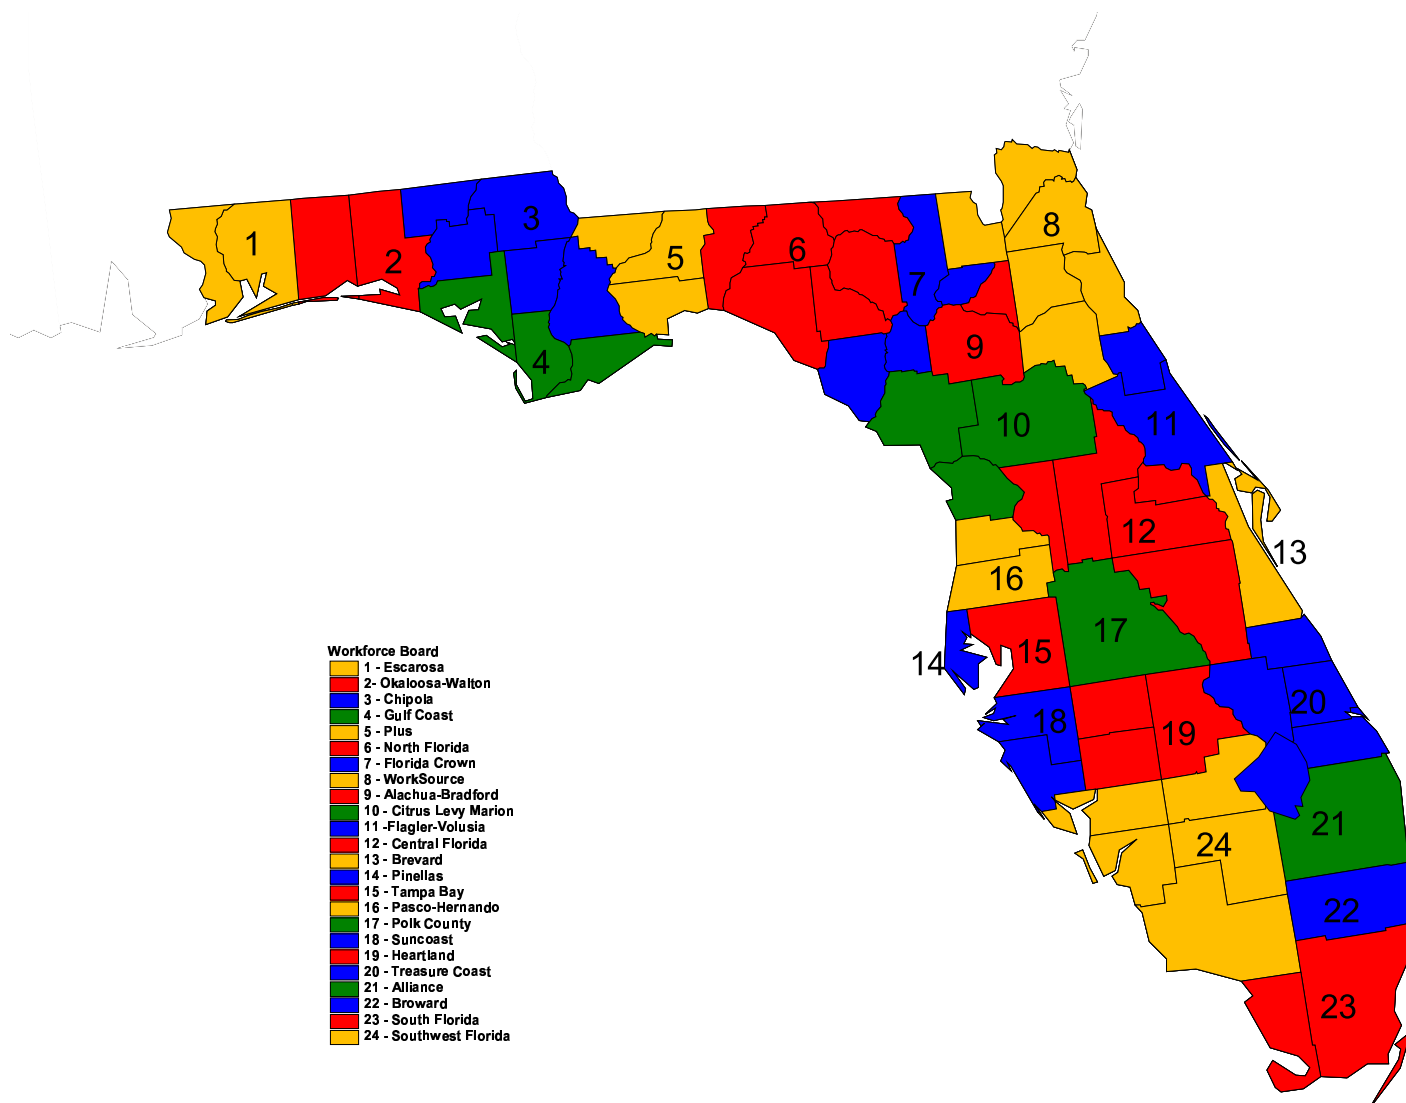 3
8
1
6
5
2
7
9
4
10
11
12
13
16
17
Workforce Board
15
14
1 - Escarosa
2- Okaloosa-Walton
3 - Chipola
20
4 - Gulf Coast
18
5 - Plus
19
6 - North Florida
7 - Florida Crown
8 - WorkSource
9 - Alachua-Bradford
10 - Citrus Levy Marion
21
11 -Flagler-Volusia
12 - Central Florida
24
13 - Brevard
14 - Pinellas
15 - Tampa Bay
16 - Pasco-Hernando
22
17 - Polk County
18 - Suncoast
19 - Heartland
20 - Treasure Coast
21 - Alliance
22 - Broward
23
23 - South Florida
24 - Southwest Florida